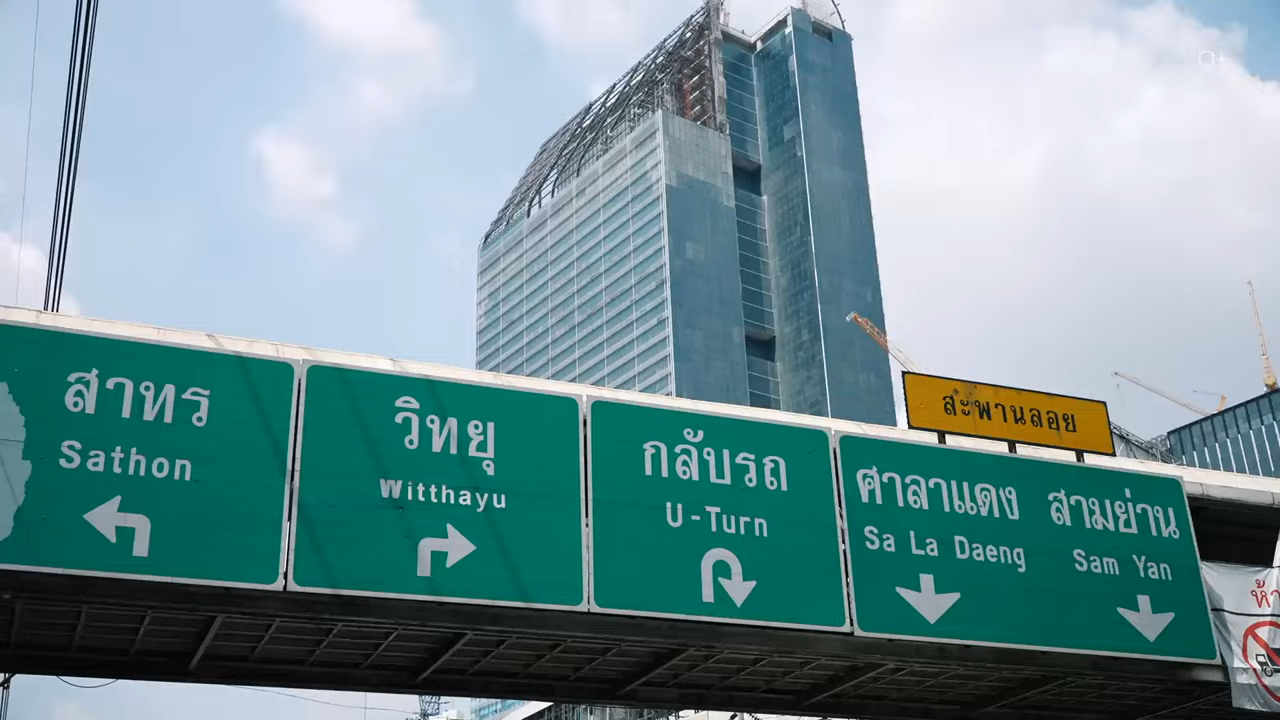 สาทร
Sathon
วิทยุ
Witthayu
กลับรถ
U-Turn
สะพานลอย
ศาลาแดง สามย่าน
Sa La Daeng Sam Yan
ห้า